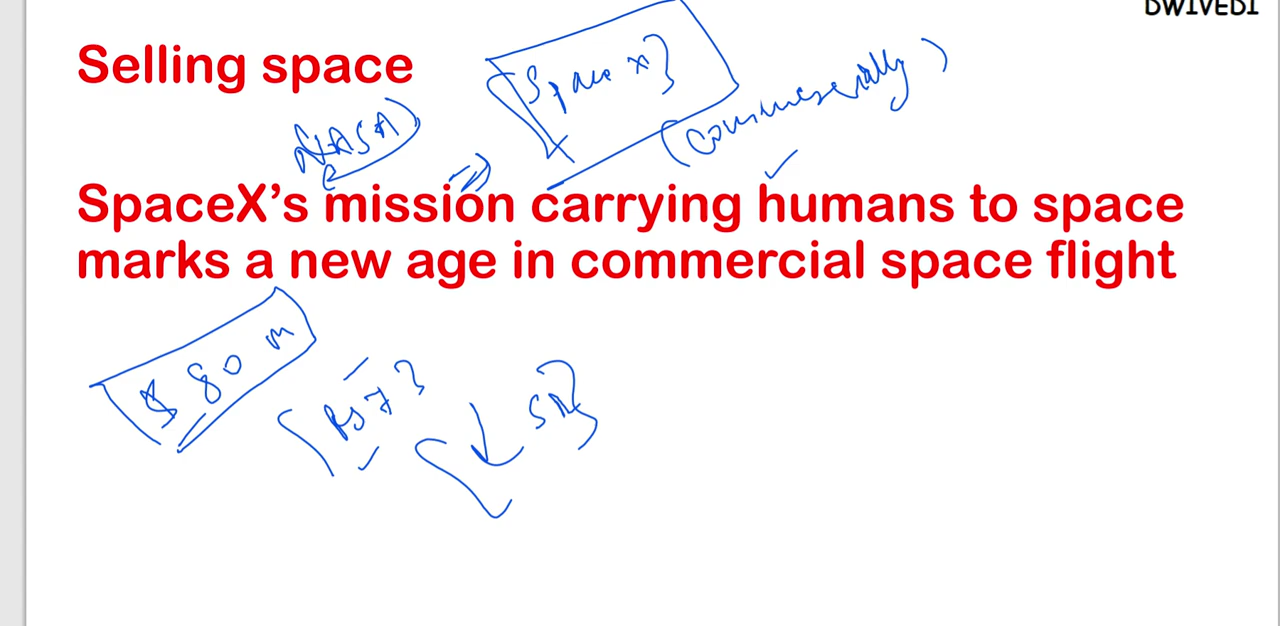 DWIVEDI
Selling space
{Space X}
(commercially)
NASA)
SpaceX’s mission carrying humans to space
marks a new age in commercial space flight
$ 80 m